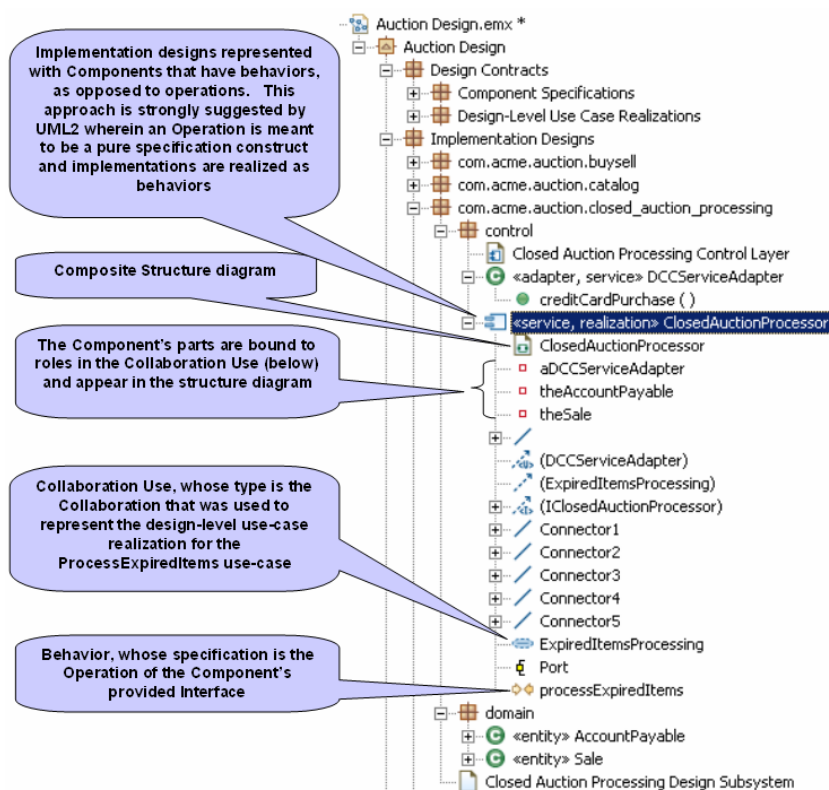 Implementation designs represented
with Components that have behaviors,
as opposed to operations. This
approach is strongly suggested by
UML2 wherein an Operation is meant
to be a pure specification construct
and implementations are realized as
behaviors
Composite Structure diagram
The Component's parts are bound to
roles in the Collaboration Use (below)
and appear in the structure diagram
Collaboration Use, whose type is the
Collaboration that was used to
represent the design-level use-case
realization for the
ProcessExpiredItems use-case
Behavior, whose specification is the
Operation of the Component's
provided Interface
Auction Design.emx *
Auction Design
Design Contracts
Component Specifications
Design-Level Use Case Realizations
Implementation Designs
com.acme.auction.buysell
com.acme.auction.catalog
com.acme.auction.closed_auction_processing
control
Closed Auction Processing Control Layer
«adapter, service» DCCServiceAdapter
creditCardPurchase ( )
«service, realization» ClosedAuctionProcessor
ClosedAuctionProcessor
aDCCServiceAdapter
theAccountPayable
theSale
(DCCServiceAdapter)
(ExpiredItemsProcessing)
(IClosedAuctionProcessor)
Connector1
Connector2
Connector3
Connector4
Connector5
ExpiredItemsProcessing
Port
processExpiredItems
domain
«entity» AccountPayable
«entity» Sale
Closed Auction Processing Design Subsystem